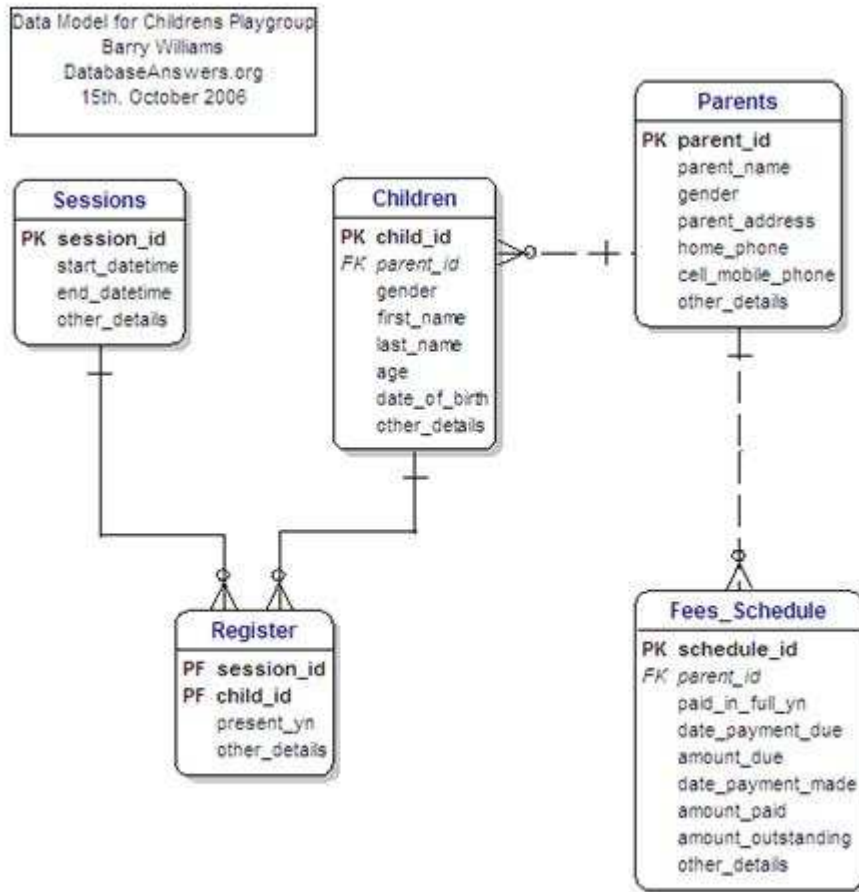 Data Model for Childrens Playgroup
Barry Williams
DatabaseAnswers.org
15th. October 2006
Parents
PK parent_id
parent_name
gender
parent_address
home_phone
cell_mobile_phone
other_details
Sessions
PK session_id
start_datetime
end_datetime
other_details
Children
PK child_id
FK parent_id
gender
first_name
last_name
age
date_of_birth
other_details
Register
PF session_id
PF child_id
present_yn
other_details
Fees_Schedule
PK schedule_id
FK parent_id
paid_in_full_yn
date_payment_due
amount_due
date_payment_made
amount_paid
amount_outstanding
other_details